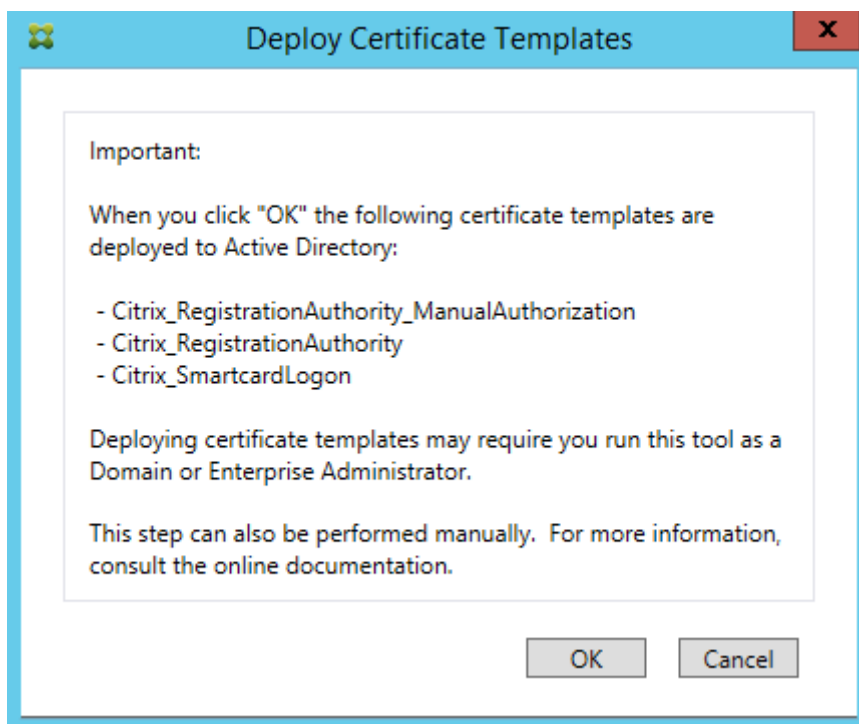 Deploy Certificate Templates
x
Important:
When you click "OK" the following certificate templates are
deployed to Active Directory:
- Citrix_RegistrationAuthority_ManualAuthorization
- Citrix_RegistrationAuthority
- Citrix_SmartcardLogon
Deploying certificate templates may require you run this tool as a
Domain or Enterprise Administrator.
This step can also be performed manually.  For more information,
consult the online documentation.
OK
Cancel